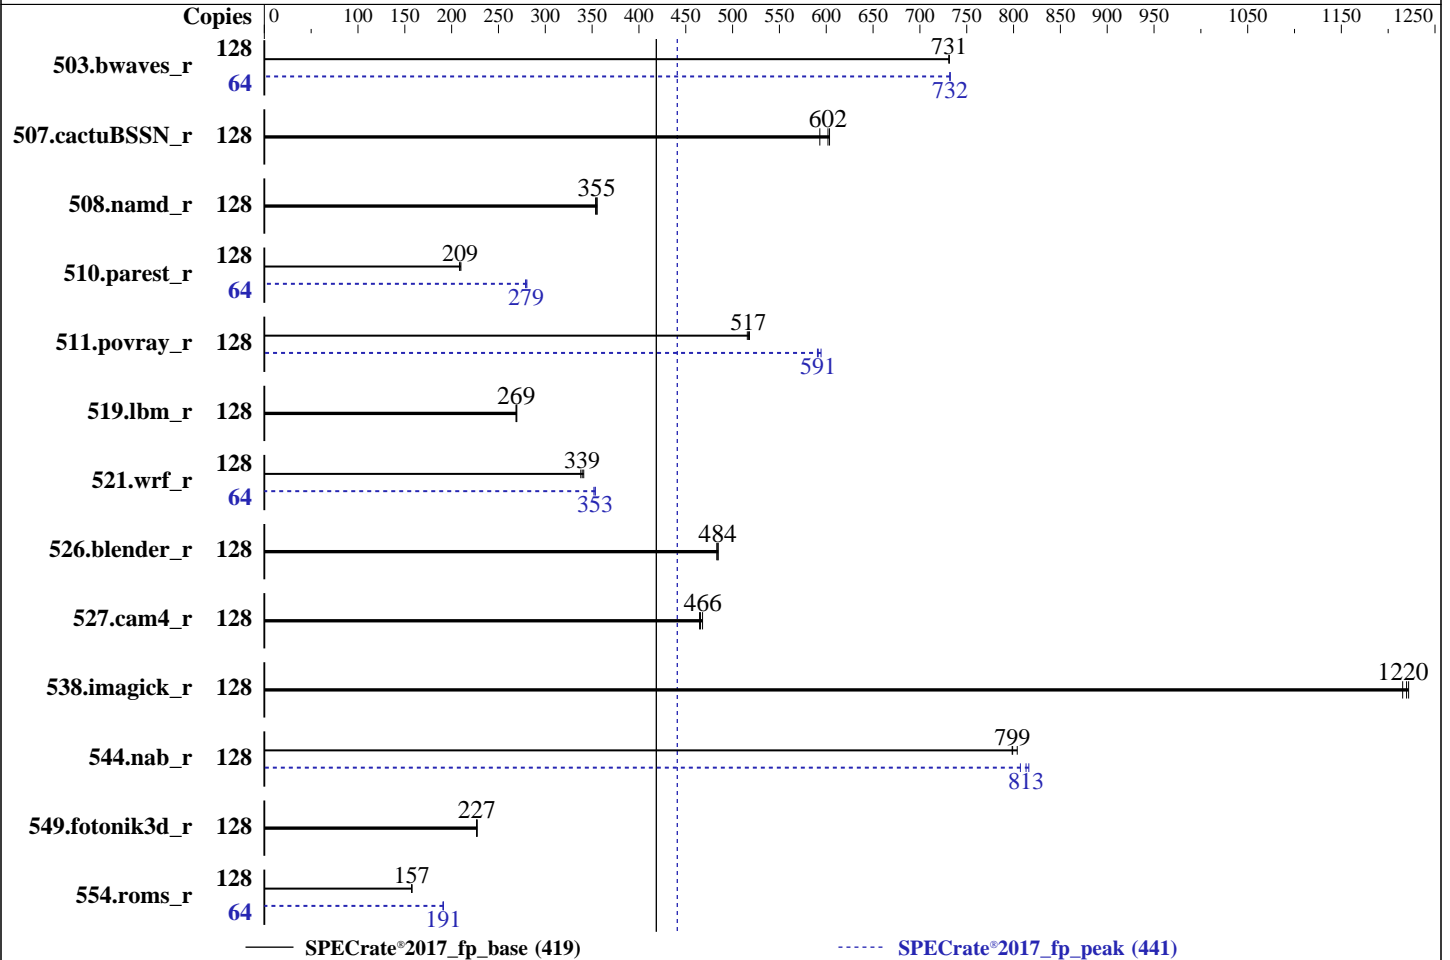 Copies 0 100 150 200 250 300 350 400 450 500 550 600 650 700 750 800 850 900 950 1050 1150 1250
503.bwaves_r 128 731
64 732
507.cactuBSSN_r 128 602
508.namd_r 128 355
510.parest_r 128 209
64 279
511.povray_r 128 517
591
519.lbm_r 128 269
521.wrf_r 128 339
64 353
526.blender_r 128 484
527.cam4_r 128 466
538.imagick_r 128 1220
544.nab_r 128 799
813
549.fotonik3d_r 128 227
554.roms_r 128 157
64 191
SPECrate®2017_fp_base (419) SPECrate®2017_fp_peak (441)